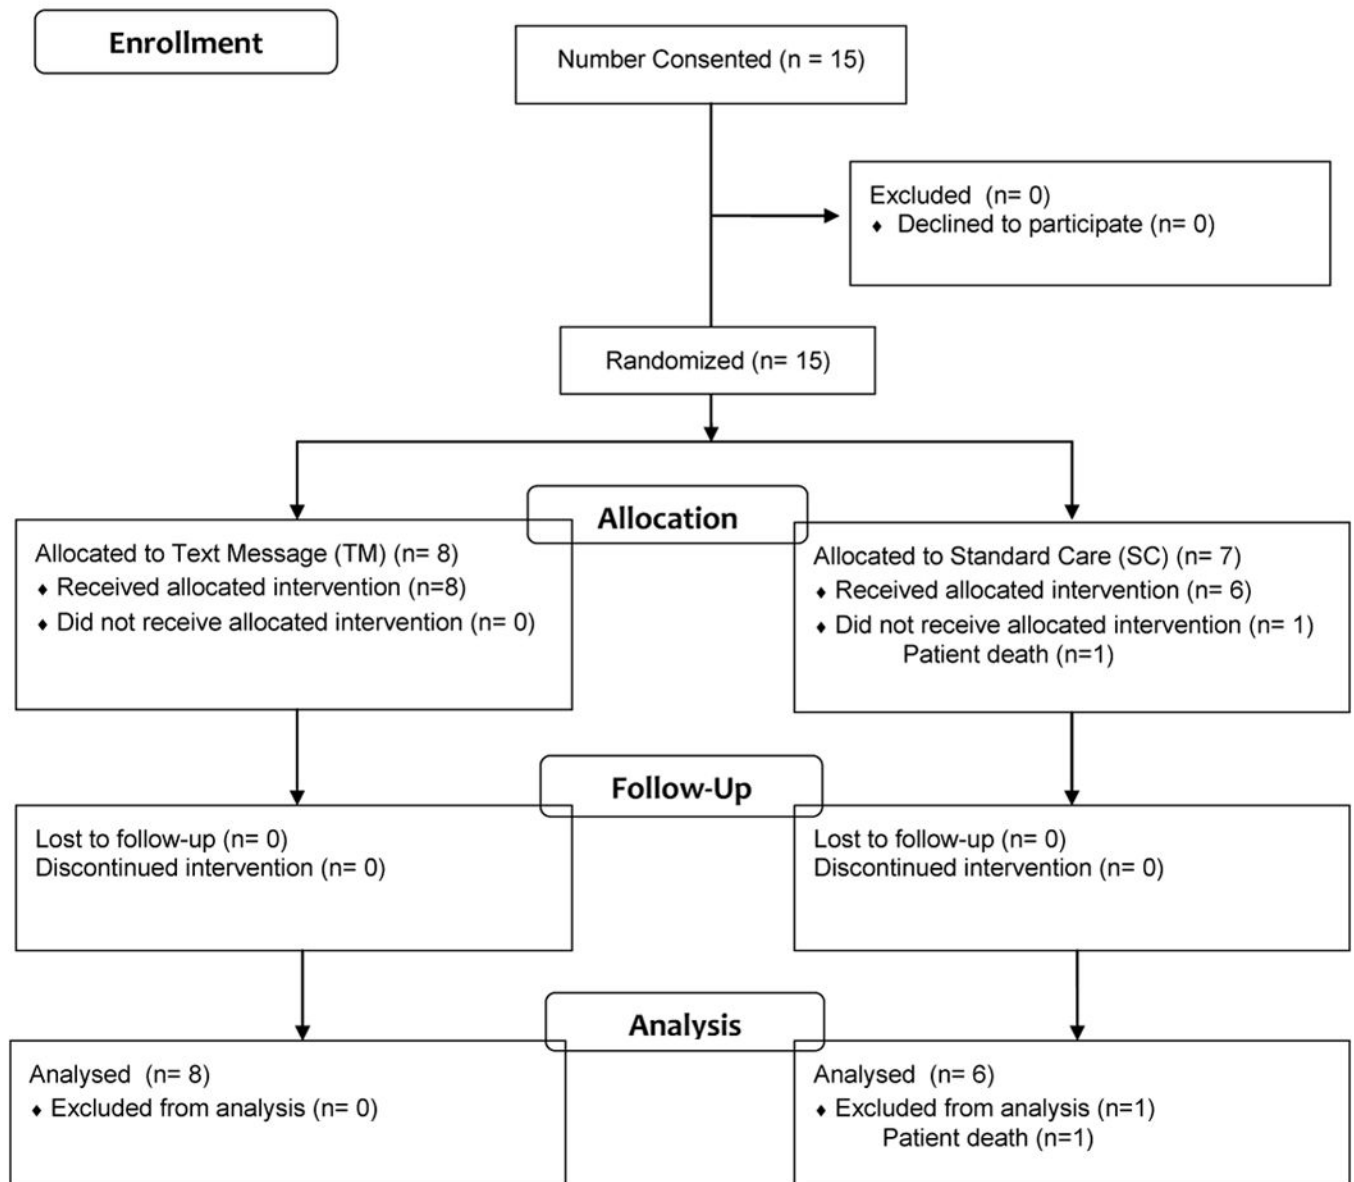 Enrollment
Number Consented (n = 15)
Excluded (n= 0)
♦ Declined to participate (n= 0)
Randomized (n= 15)
Allocation
Allocated to Text Message (TM) (n= 8)
♦ Received allocated intervention (n=8)
♦ Did not receive allocated intervention (n= 0)
Allocated to Standard Care (SC) (n= 7)
♦ Received allocated intervention (n= 6)
♦ Did not receive allocated intervention (n= 1)
Patient death (n=1)
Follow-Up
Lost to follow-up (n= 0)
Discontinued intervention (n= 0)
Lost to follow-up (n= 0)
Discontinued intervention (n= 0)
Analysis
Analysed (n= 8)
♦ Excluded from analysis (n= 0)
Analysed (n= 6)
♦ Excluded from analysis (n=1)
Patient death (n=1)